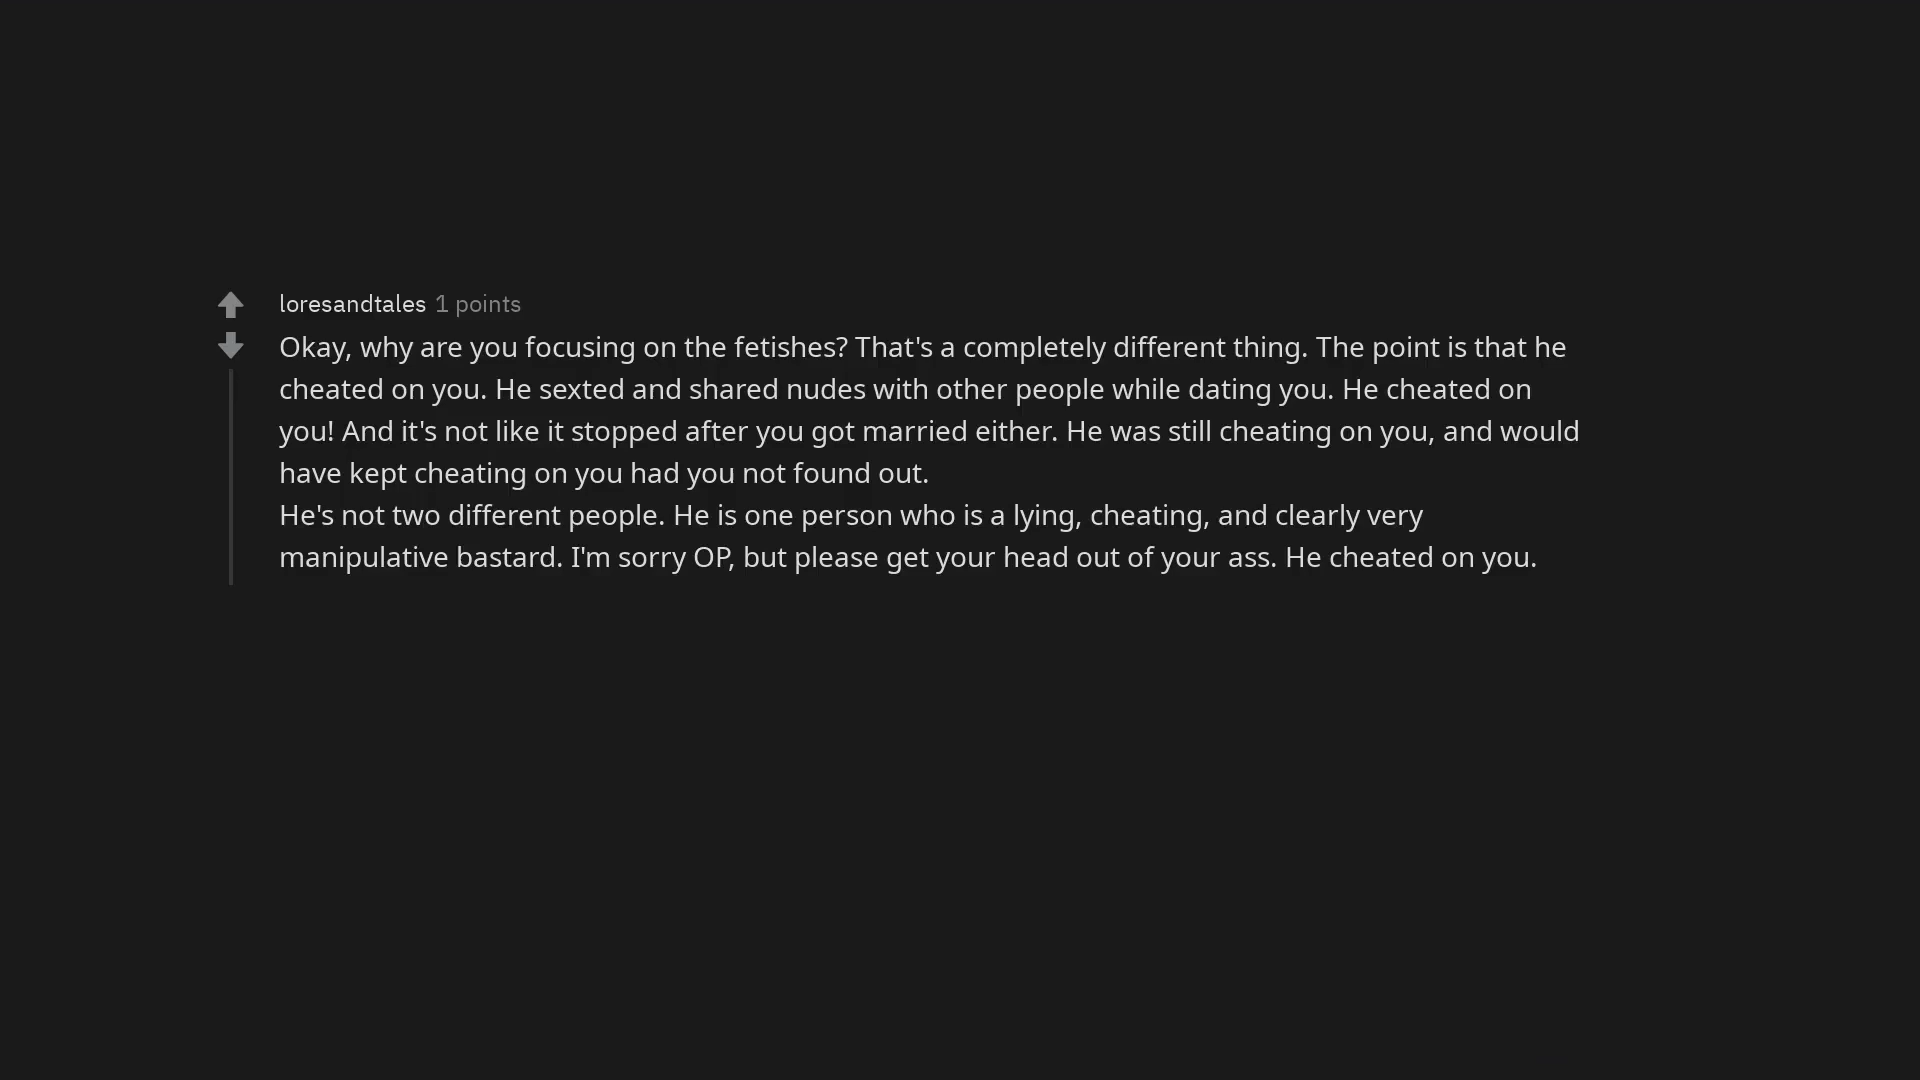 loresandtales 1 points
Okay, why are you focusing on the fetishes? That's a completely different thing. The point is that he
cheated on you. He sexted and shared nudes with other people while dating you. He cheated on
you! And it's not like it stopped after you got married either. He was still cheating on you, and would
have kept cheating on you had you not found out.
He's not two different people. He is one person who is a lying, cheating, and clearly very
manipulative bastard. I'm sorry OP, but please get your head out of your ass. He cheated on you.